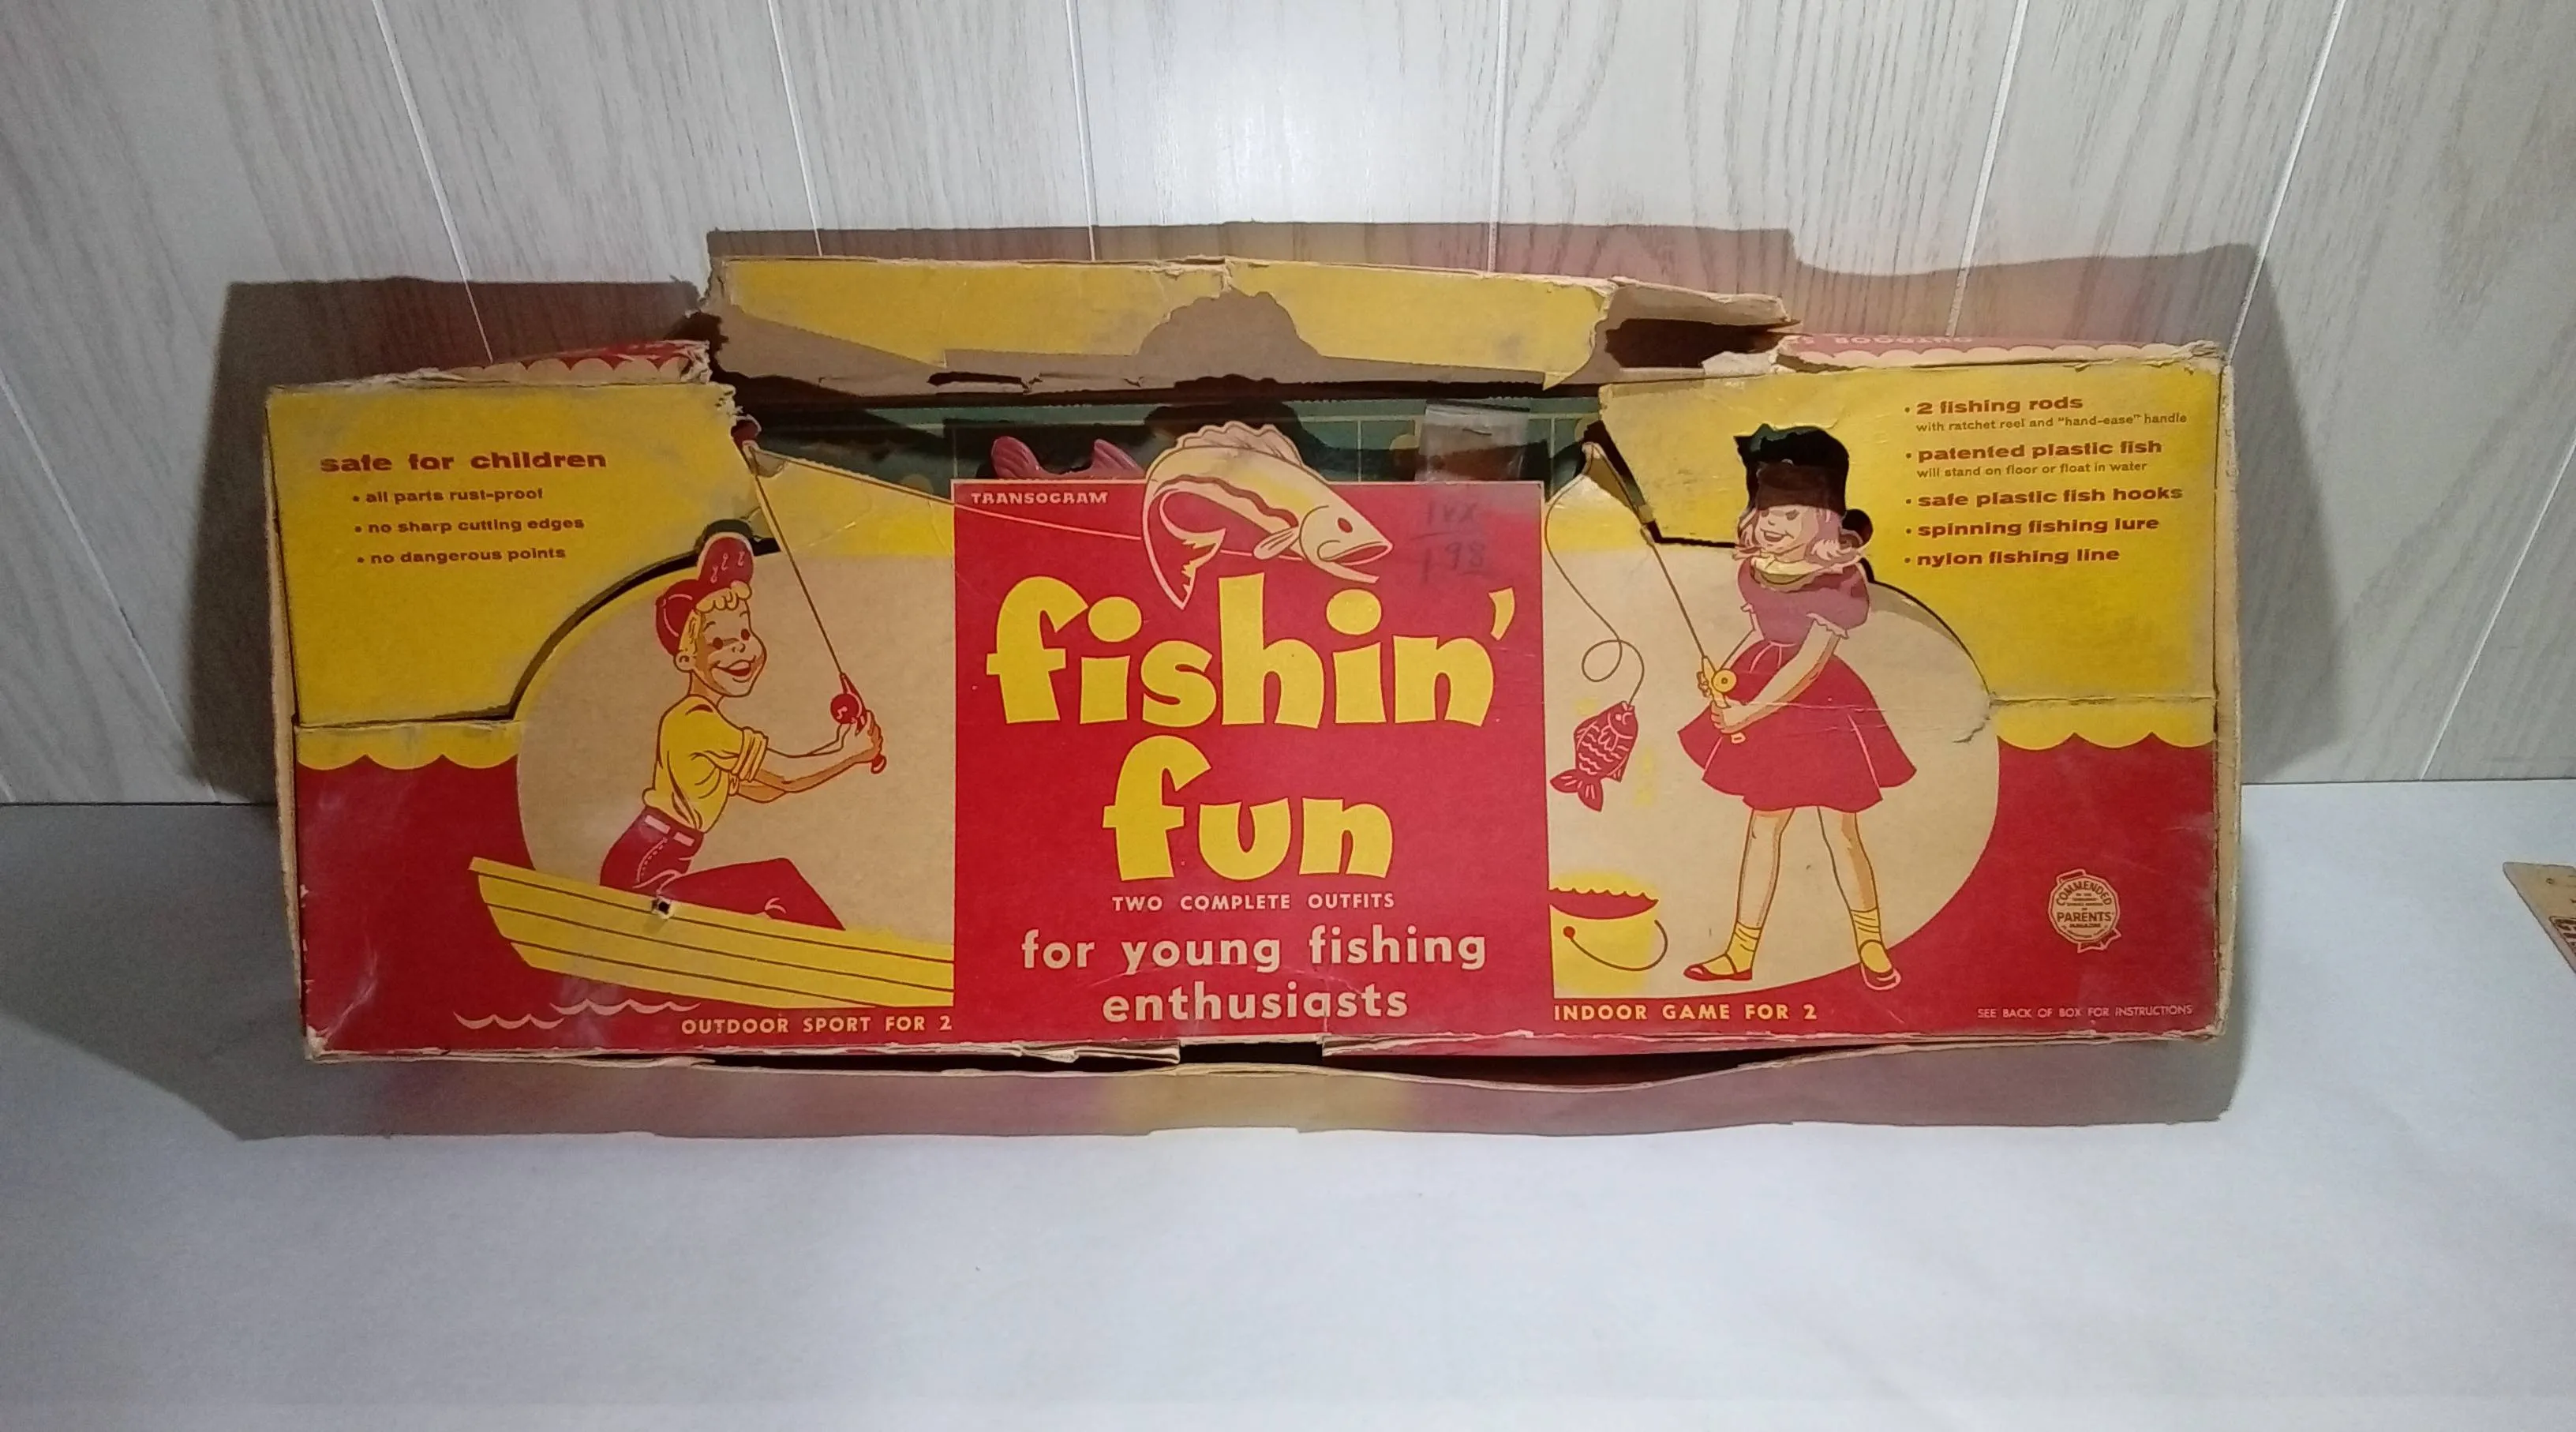 safe for children
• all parts rust-proof
• no sharp cutting edges
• no dangerous points
TRANSOGRAM
198
fishin'
fun
TWO COMPLETE OUTFITS
for young fishing
enthusiasts
OUTDOOR SPORT FOR 2
INDOOR GAME FOR 2
• 2 fishing rods
with ratchet reel and "hand-ease" handle
• patented plastic fish
will stand on floor or float in water
• safe plastic fish hooks
• spinning fishing lure
• nylon fishing line
COMMENDED
PARENTS'
MAGAZINE
SEE BACK OF BOX FOR INSTRUCTIONS
OUTDOOR